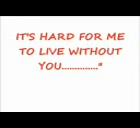 IT'S HARD FOR ME
TO LIVE WITHOUT
YOU.............."